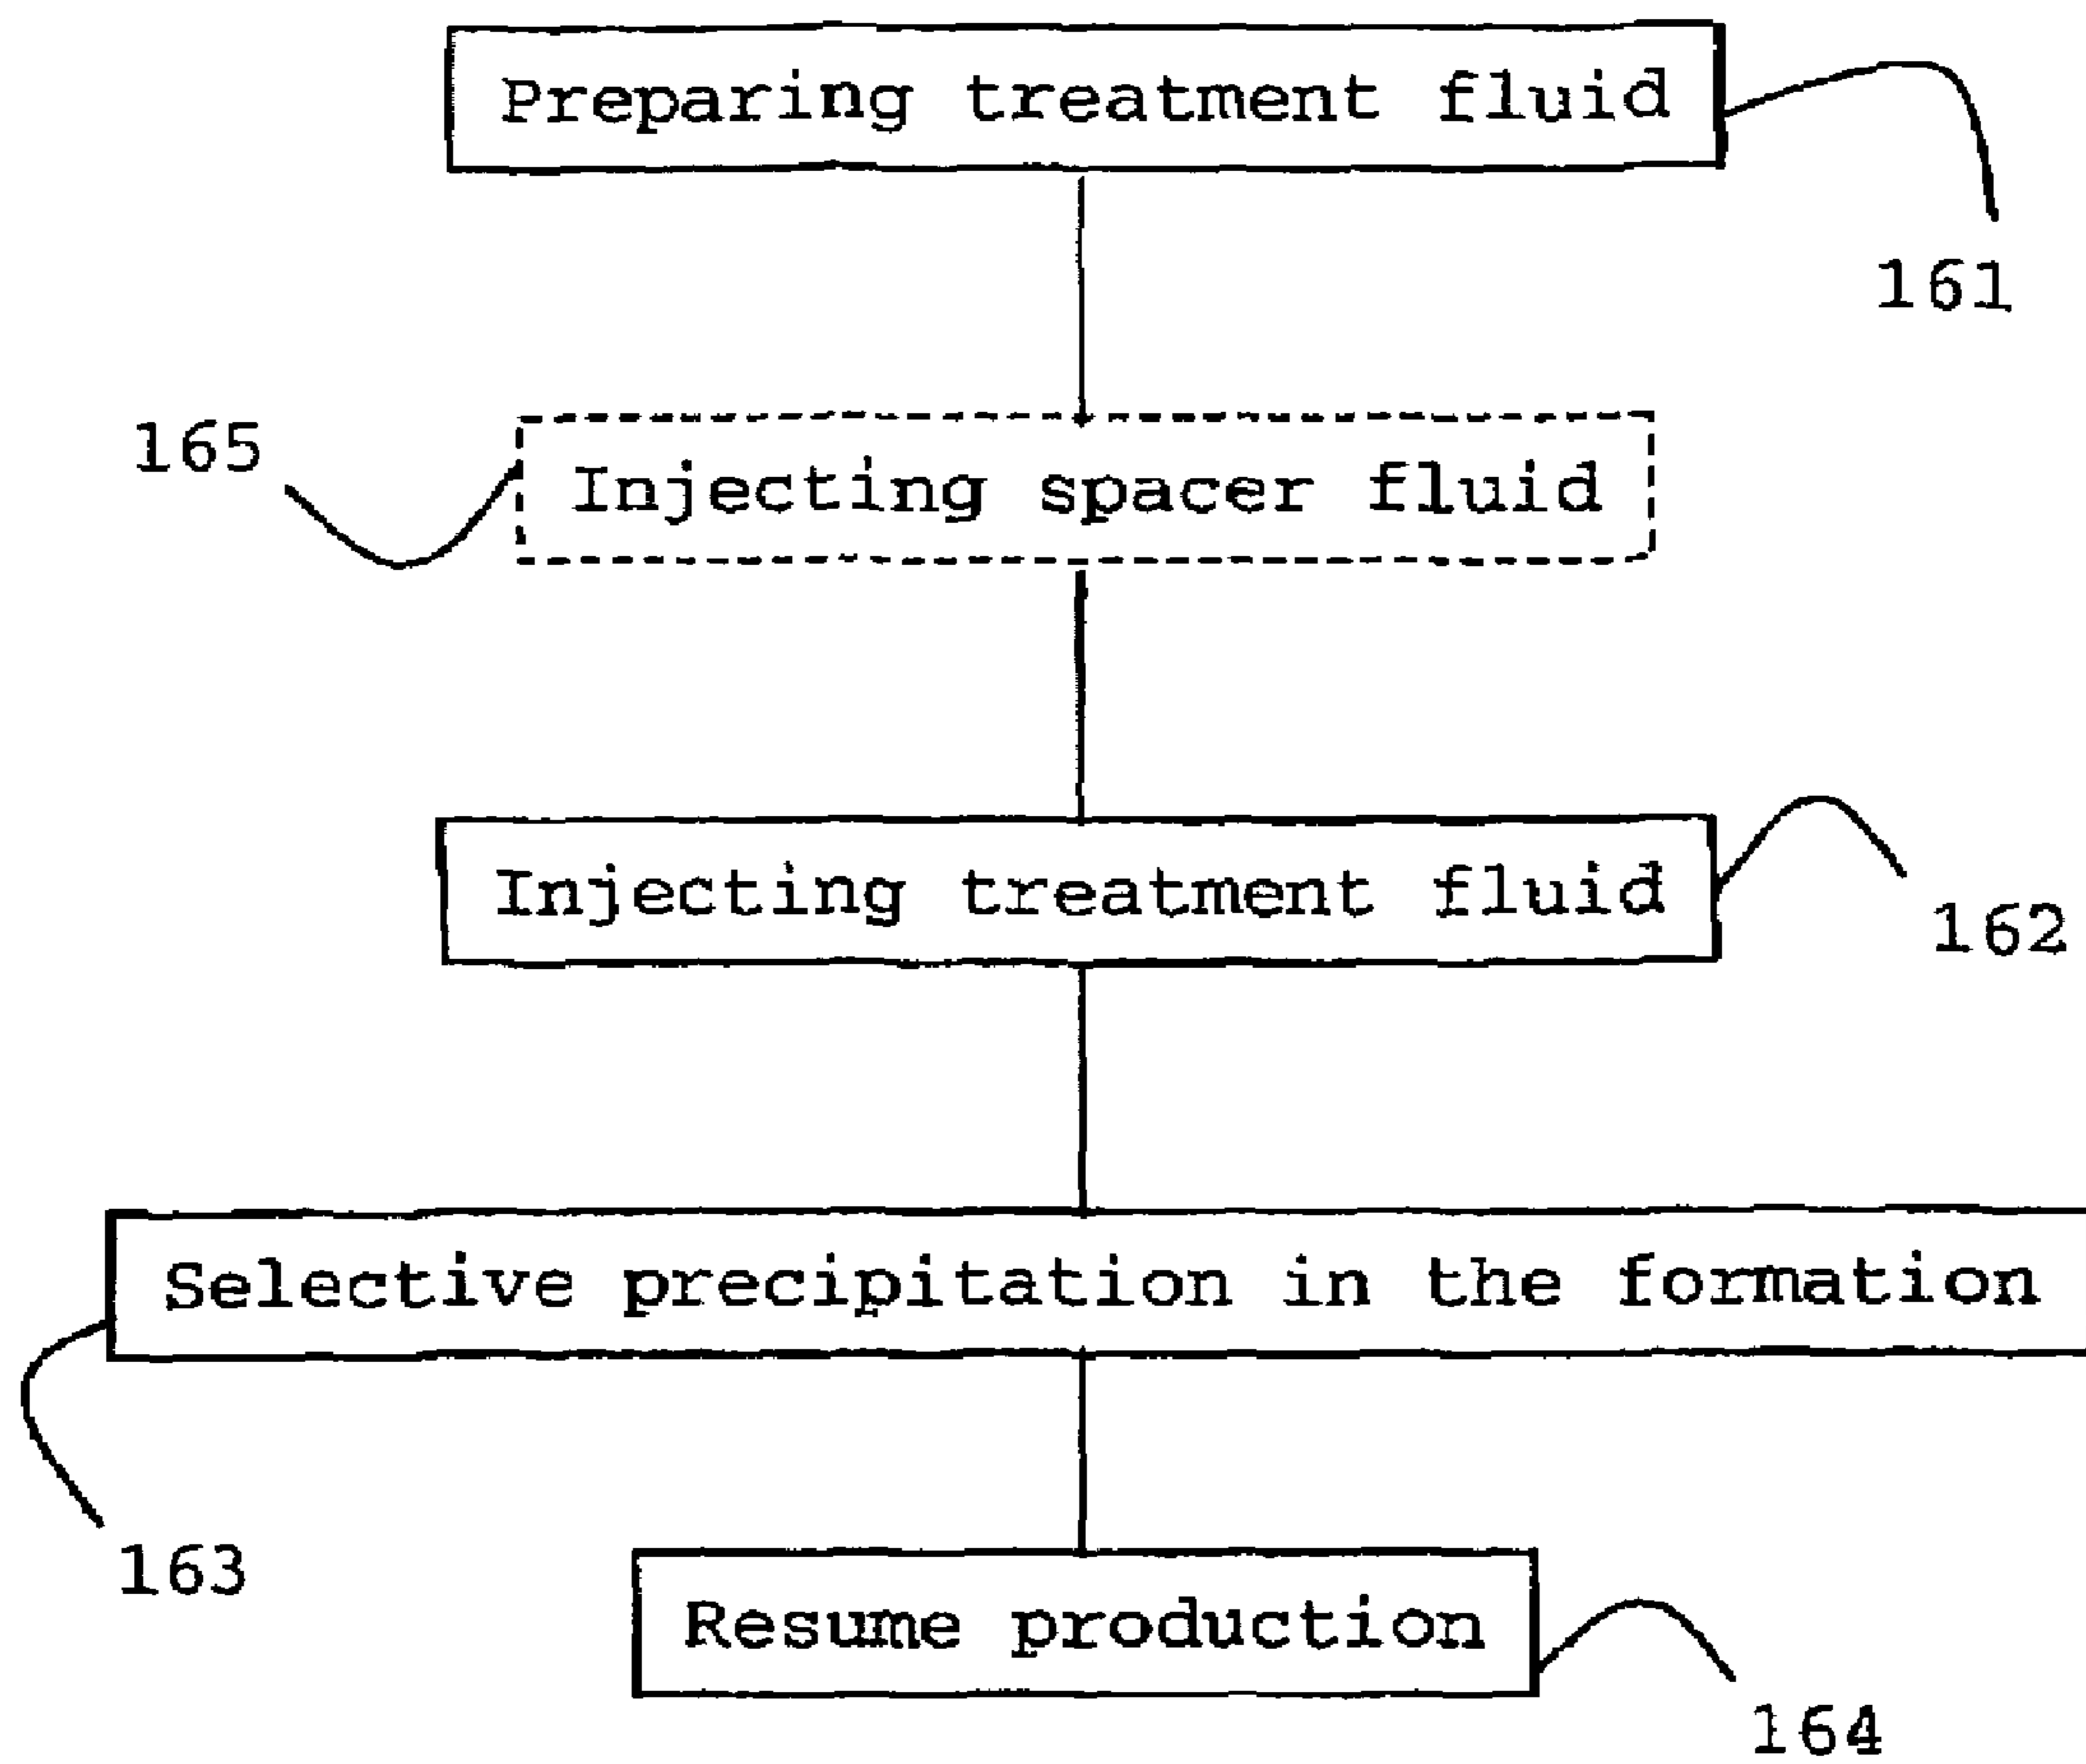 Preparing treatment fluid
161
165
Injecting spacer fluid
Injecting treatment fluid
162
Selective precipitation in the formation
163
Resume production
164